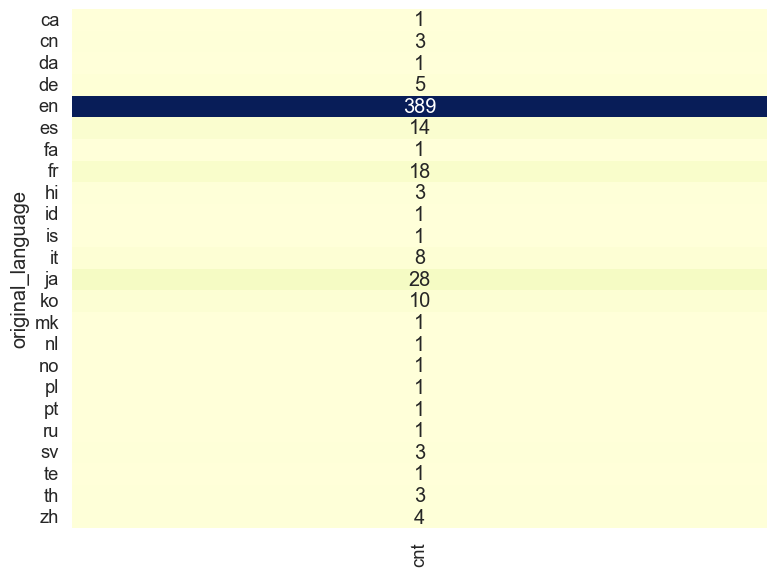 ca 1
cn 3
da 1
de 5
en 389
es 14
fa 1
fr 18
hi 3
id 1
is 1
it 8
ja 28
ko 10
mk 1
nl 1
no 1
pl 1
pt 1
ru 1
sv 3
te 1
th 3
zh 4
original_language
cnt